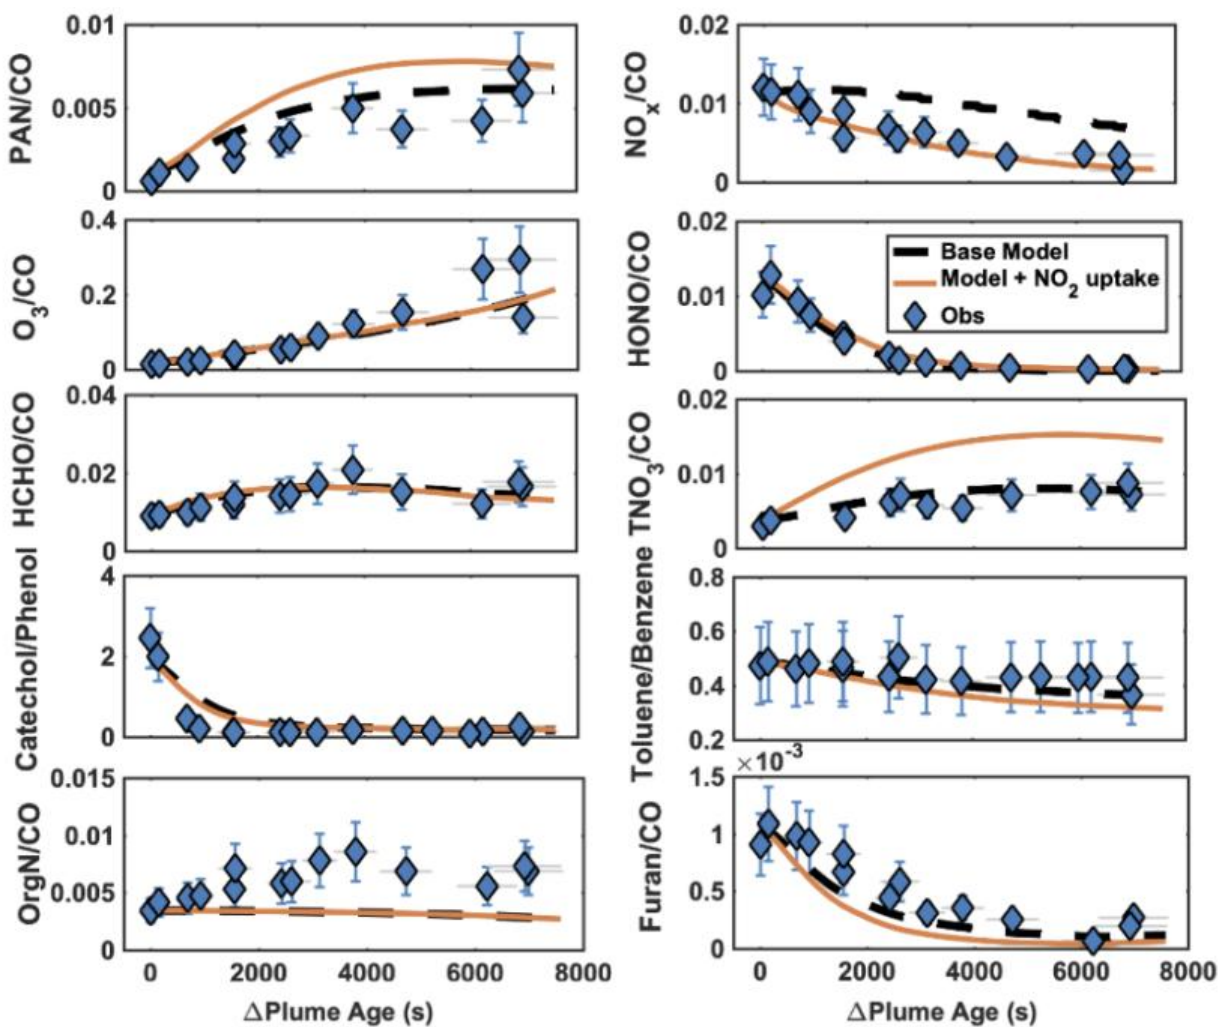 PAN/CO
0.01
0.005
0
NOx/CO
0.02
0.01
0
O3/CO
0.4
0.2
0
HONO/CO
0.02
0.01
0
Base Model
Model + NO2 uptake
Obs
HCHO/CO
0.04
0.02
0
TNO3/CO
0.02
0.01
0
Catechol/Phenol
4
2
0
Toluene/Benzene
0.8
0.6
0.4
0.2
OrgN/CO
0.015
0.01
0.005
0
0 2000 4000 6000 8000
ΔPlume Age (s)
Furan/CO
×10-3
1.5
1
0.5
0
0 2000 4000 6000 8000
ΔPlume Age (s)